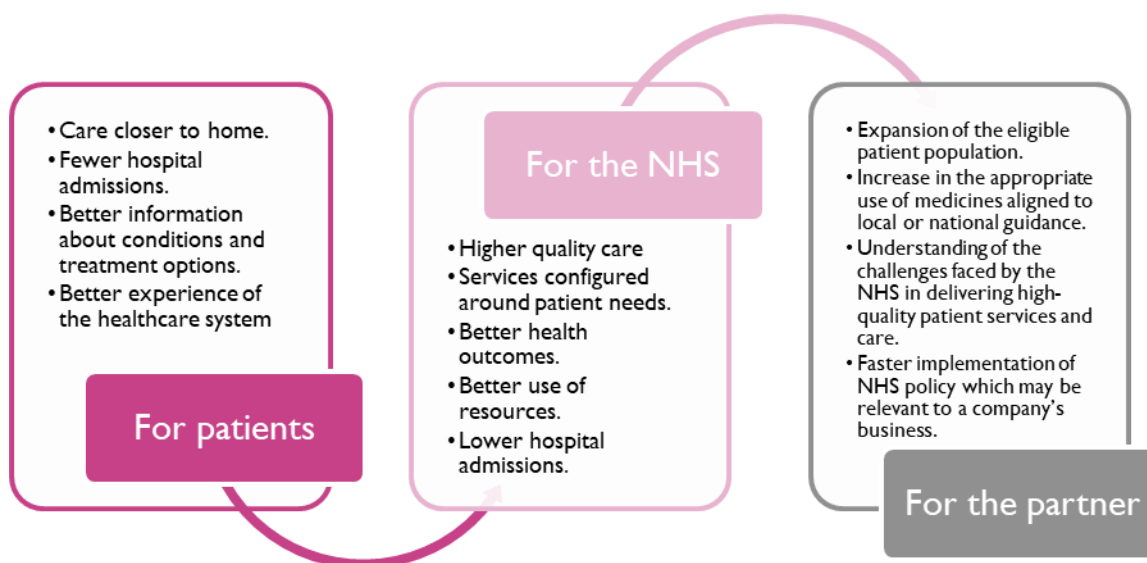 • Care closer to home.
• Fewer hospital
admissions.
• Better information
about conditions and
treatment options.
• Better experience of
the healthcare system
For patients
For the NHS
• Higher quality care
• Services configured
around patient needs.
• Better health
outcomes.
• Better use of
resources.
• Lower hospital
admissions.
• Expansion of the eligible
patient population.
• Increase in the appropriate
use of medicines aligned to
local or national guidance.
• Understanding of the
challenges faced by the
NHS in delivering high-
quality patient services and
care.
• Faster implementation of
NHS policy which may be
relevant to a company's
business.
For the partner